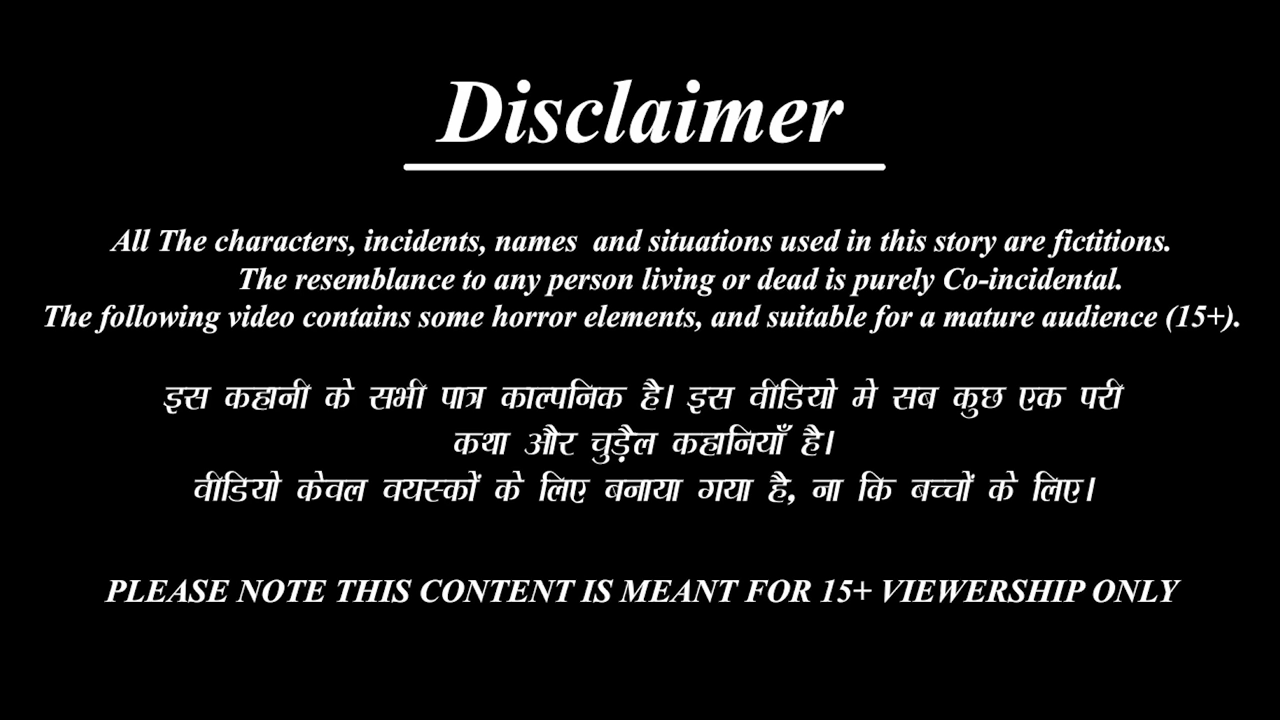 Disclaimer
All The characters, incidents, names and situations used in this story are fictitions.
The resemblance to any person living or dead is purely Co-incidental.
The following video contains some horror elements, and suitable for a mature audience (15+).
इस कहानी के सभी पात्र काल्पनिक है। इस वीडियो मे सब कुछ एक परी
कथा और चुड़ैल कहानियाँ है।
वीडियो केवल वयस्कों के लिए बनाया गया है, ना कि बच्चों के लिए।
PLEASE NOTE THIS CONTENT IS MEANT FOR 15+ VIEWERSHIP ONLY